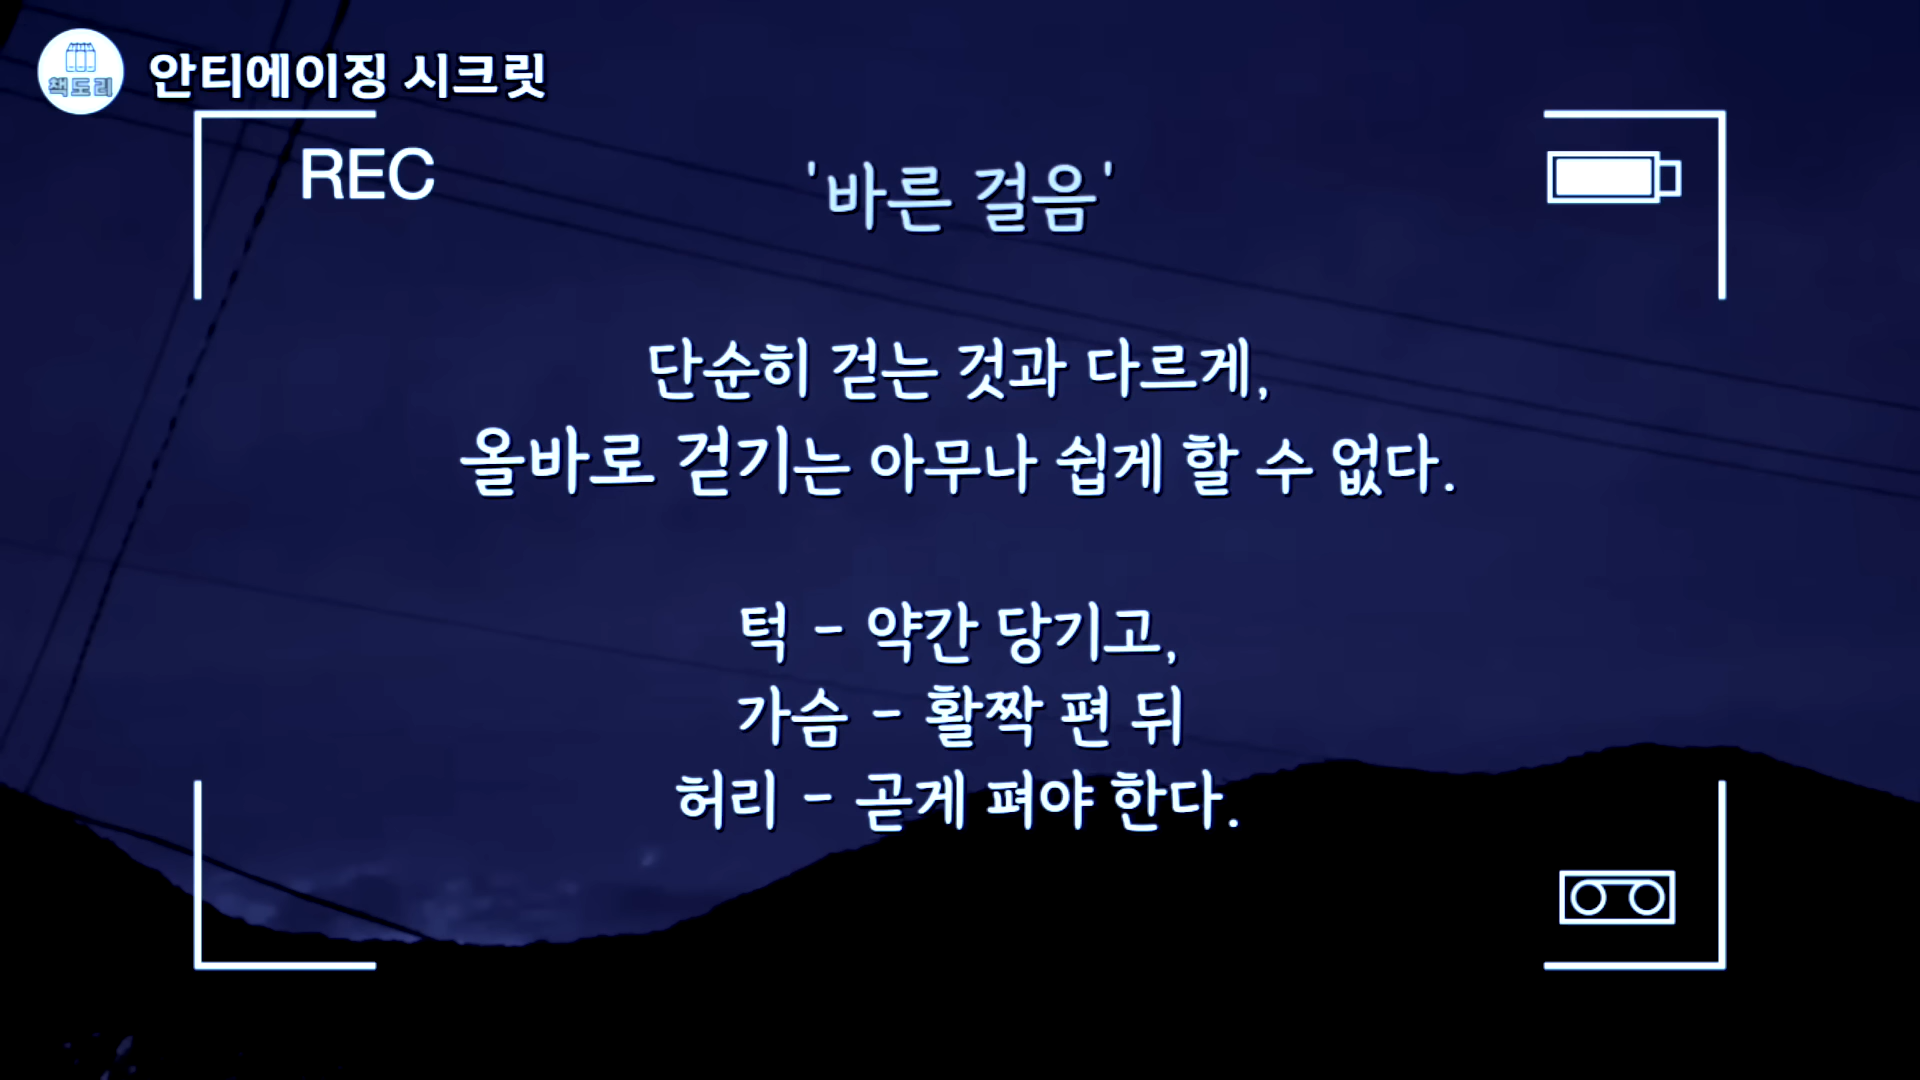 책도리
안티에이징 시크릿
REC
'바른 걸음'
단순히 걷는 것과 다르게,
올바로 걷기는 아무나 쉽게 할 수 없다.
턱 - 약간 당기고,
가슴 - 활짝 편 뒤
허리 - 곧게 펴야 한다.